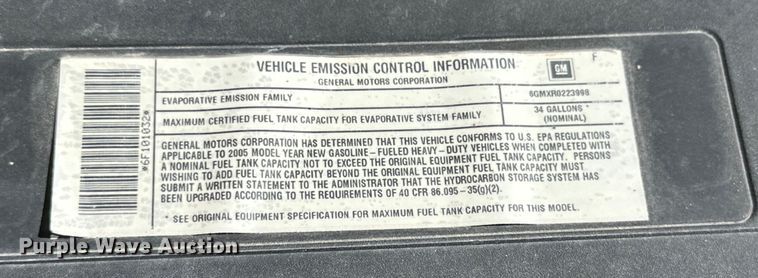 VEHICLE EMISSION CONTROL INFORMATION
GENERAL MOTORS CORPORATION
GM
F
EVAPORATIVE EMISSION FAMILY 6GMXR0223998
MAXIMUM CERTIFIED FUEL TANK CAPACITY FOR EVAPORATIVE SYSTEM FAMILY 34 GALLONS *
(NOMINAL)
GENERAL MOTORS CORPORATION HAS DETERMINED THAT THIS VEHICLE CONFORMS TO U.S. EPA REGULATIONS
APPLICABLE TO 2005 MODEL YEAR NEW GASOLINE-FUELED HEAVY-DUTY VEHICLES WHEN COMPLETED WITH
A NOMINAL FUEL TANK CAPACITY NOT TO EXCEED THE ORIGINAL EQUIPMENT FUEL TANK CAPACITY. PERSONS
WISHING TO ADD FUEL TANK CAPACITY BEYOND THE ORIGINAL EQUIPMENT FUEL TANK CAPACITY MUST
SUBMIT A WRITTEN STATEMENT TO THE ADMINISTRATOR THAT THE HYDROCARBON STORAGE SYSTEM HAS
BEEN UPGRADED ACCORDING TO THE REQUIREMENTS OF 40 CFR 86.095-35(g)(2).
* SEE ORIGINAL EQUIPMENT SPECIFICATION FOR MAXIMUM FUEL TANK CAPACITY FOR THIS MODEL.
*6F101032*
Purple Wave Auction